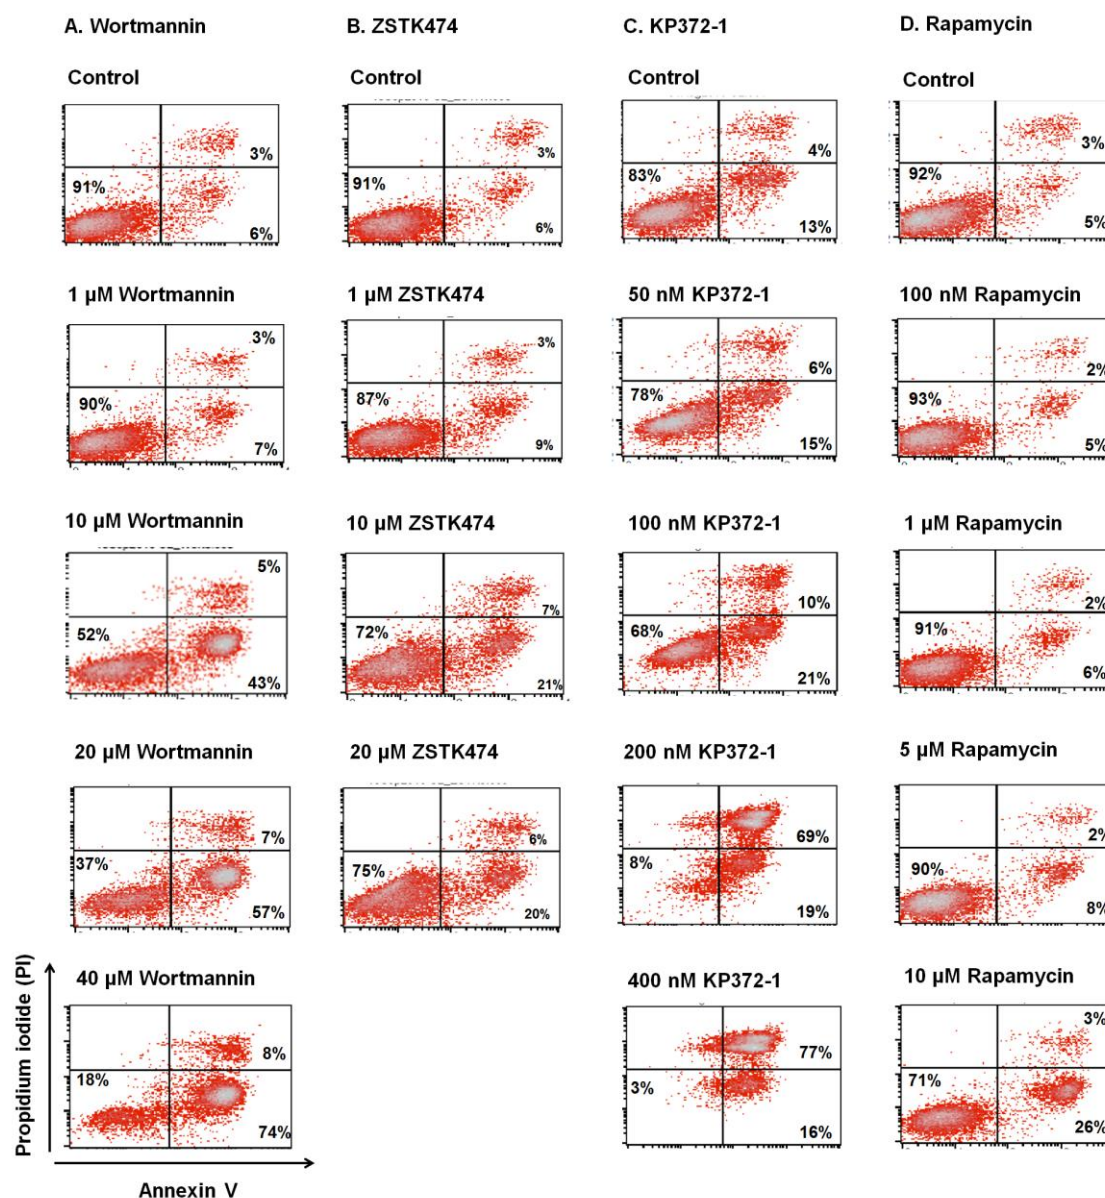 A. Wortmannin
B. ZSTK474
C. KP372-1
D. Rapamycin
Control
Control
Control
Control
3%
91%
6%
3%
91%
6%
4%
83%
13%
3%
92%
5%
1 µM Wortmannin
1 µM ZSTK474
50 nM KP372-1
100 nM Rapamycin
3%
90%
7%
3%
87%
9%
6%
78%
15%
2%
93%
5%
10 µM Wortmannin
10 µM ZSTK474
100 nM KP372-1
1 µM Rapamycin
5%
52%
43%
7%
72%
21%
10%
68%
21%
2%
91%
6%
20 µM Wortmannin
20 µM ZSTK474
200 nM KP372-1
5 µM Rapamycin
7%
37%
57%
6%
75%
20%
69%
8%
19%
2%
90%
8%
40 µM Wortmannin
400 nM KP372-1
10 µM Rapamycin
8%
18%
74%
77%
3%
16%
3%
71%
26%
Propidium iodide (PI)
Annexin V